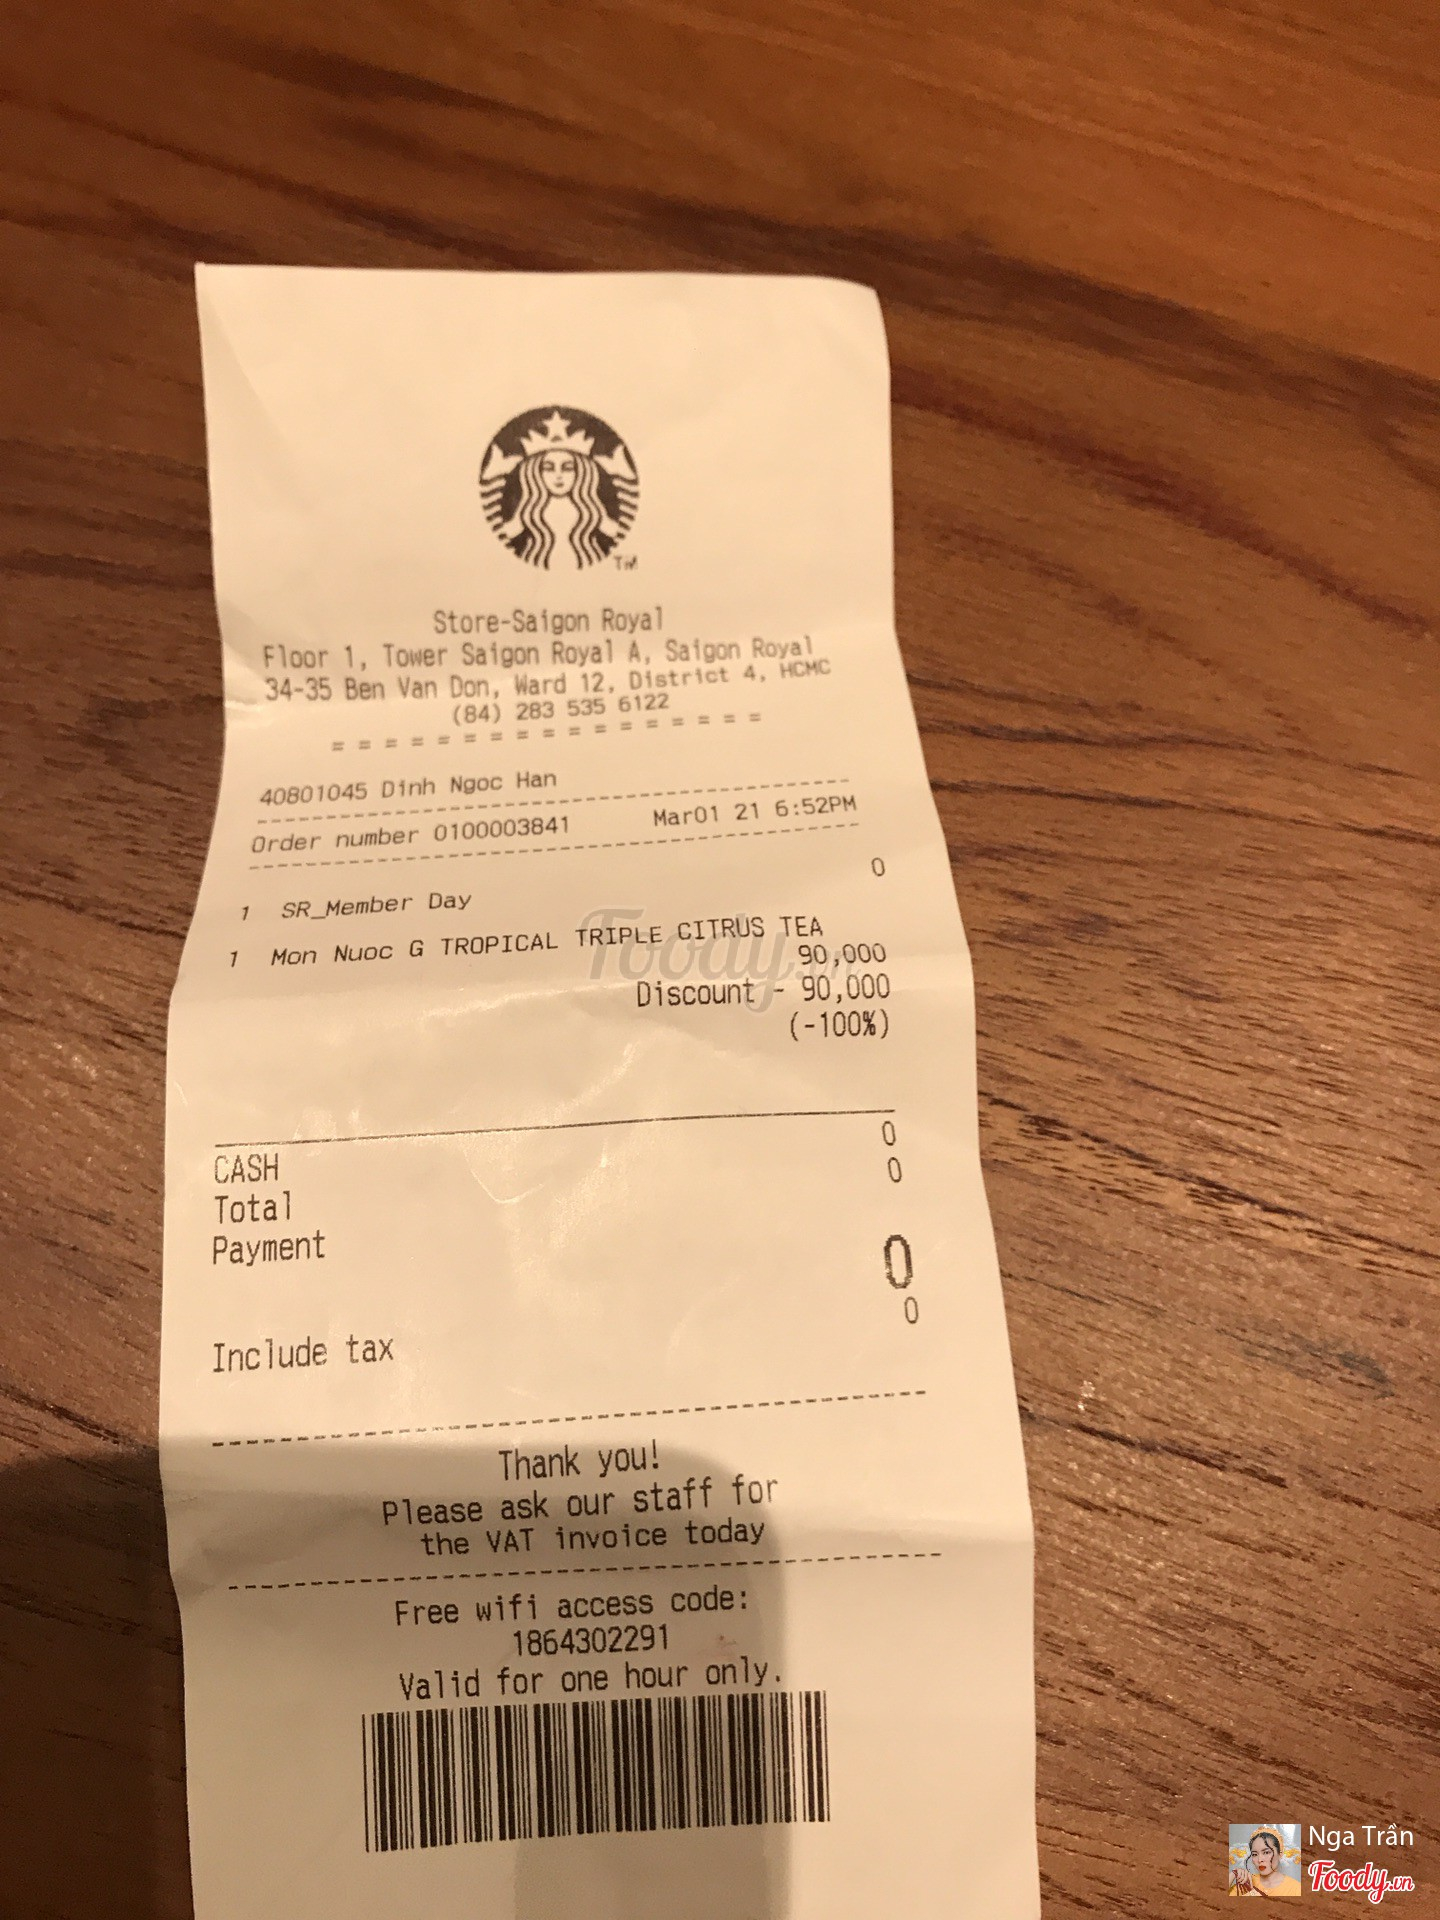 TM
Store-Saigon Royal
Floor 1, Tower Saigon Royal A, Saigon Royal
34-35 Ben Van Don, Ward 12, District 4, HCMC
(84) 283 535 6122
= = = = = = = = = = = = = = = = =
40801045 Dinh Ngoc Han
Order number 0100003841 Mar01 21 6:52PM
0
1 SR_Member Day
1 Mon Nuoc G TROPICAL TRIPLE CITRUS TEA
90,000
Discount - 90,000
(-100%)
0
CASH 0
Total
Payment 0
0
Include tax
Thank you!
Please ask our staff for
the VAT invoice today
Free wifi access code:
1864302291
Valid for one hour only.
Foody.vn
Nga Trần
Foody.vn